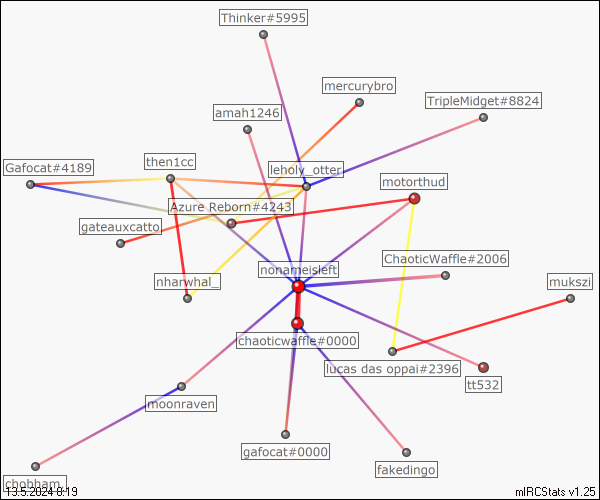 Thinker#5995
mercurybro
TripleMidget#8824
amah1246
then1cc
Gafocat#4189
leholy_otter
motorthud
Azure Reborn#4243
gateauxcatto
ChaoticWaffle#2006
nonameisleft
nharwhal_
mukszi
chaoticwaffle#0000
lucas das oppai#2396
tt532
moonraven
gafocat#0000
fakedingo
chohham_
13.5.2024 8:19
mIRCStats v1.25